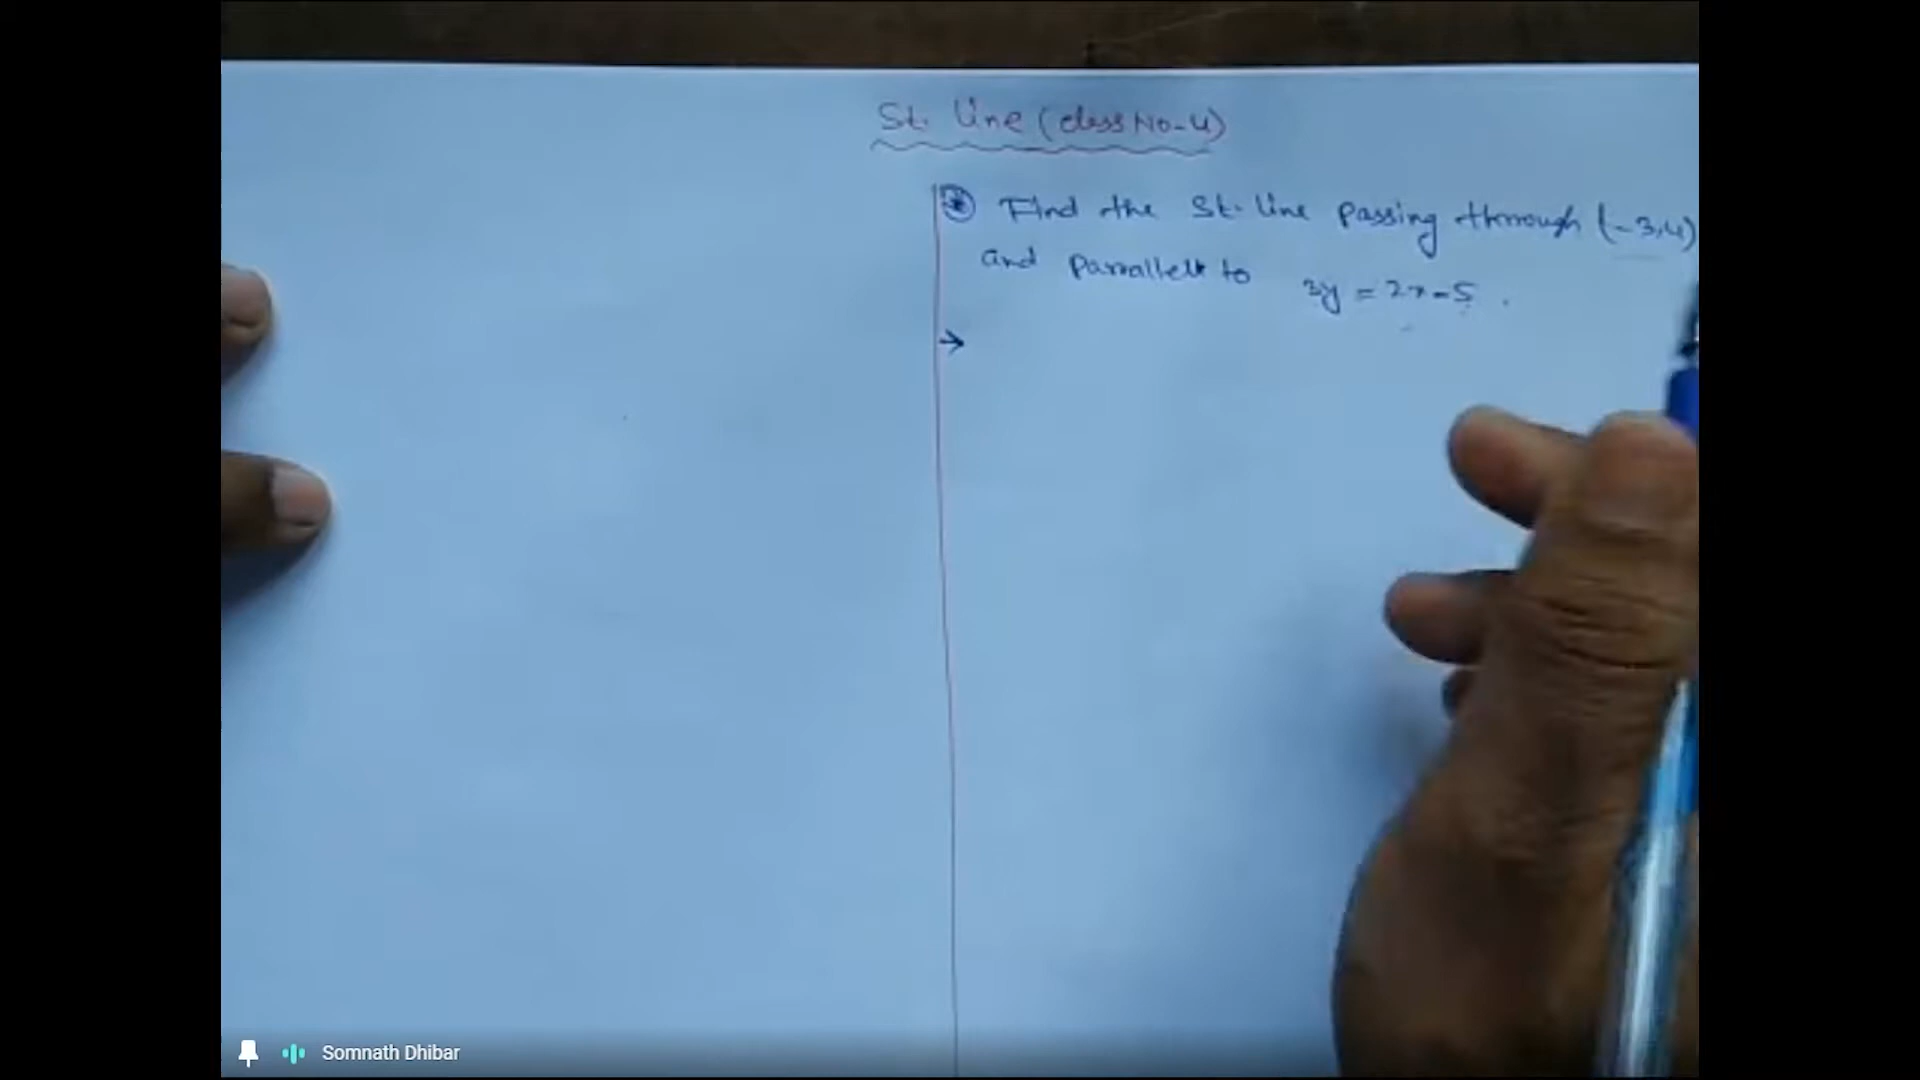 St. Line (class No-4)
* Find the St. line passing through (-3,4)
and parallel to 3y = 2x-5.
→
Somnath Dhibar